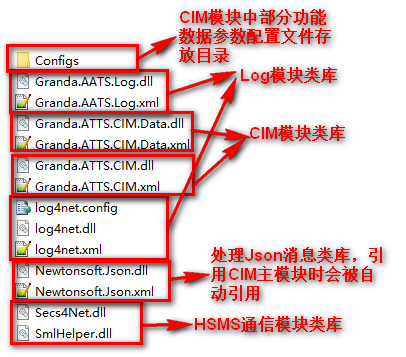 CIM模块中部分功能
数据参数配置文件存
放目录
Configs
Granda.AATS.Log.dll
Granda.AATS.Log.xml
Log模块类库
Granda.ATTS.CIM.Data.dll
Granda.ATTS.CIM.Data.xml
CIM模块类库
Granda.ATTS.CIM.dll
Granda.ATTS.CIM.xml
log4net.config
log4net.dll
log4net.xml
处理Json消息类库，引
用CIM主模块时会被自
动引用
Newtonsoft.Json.dll
Newtonsoft.Json.xml
Secs4Net.dll
SmlHelper.dll
HSMS通信模块类库